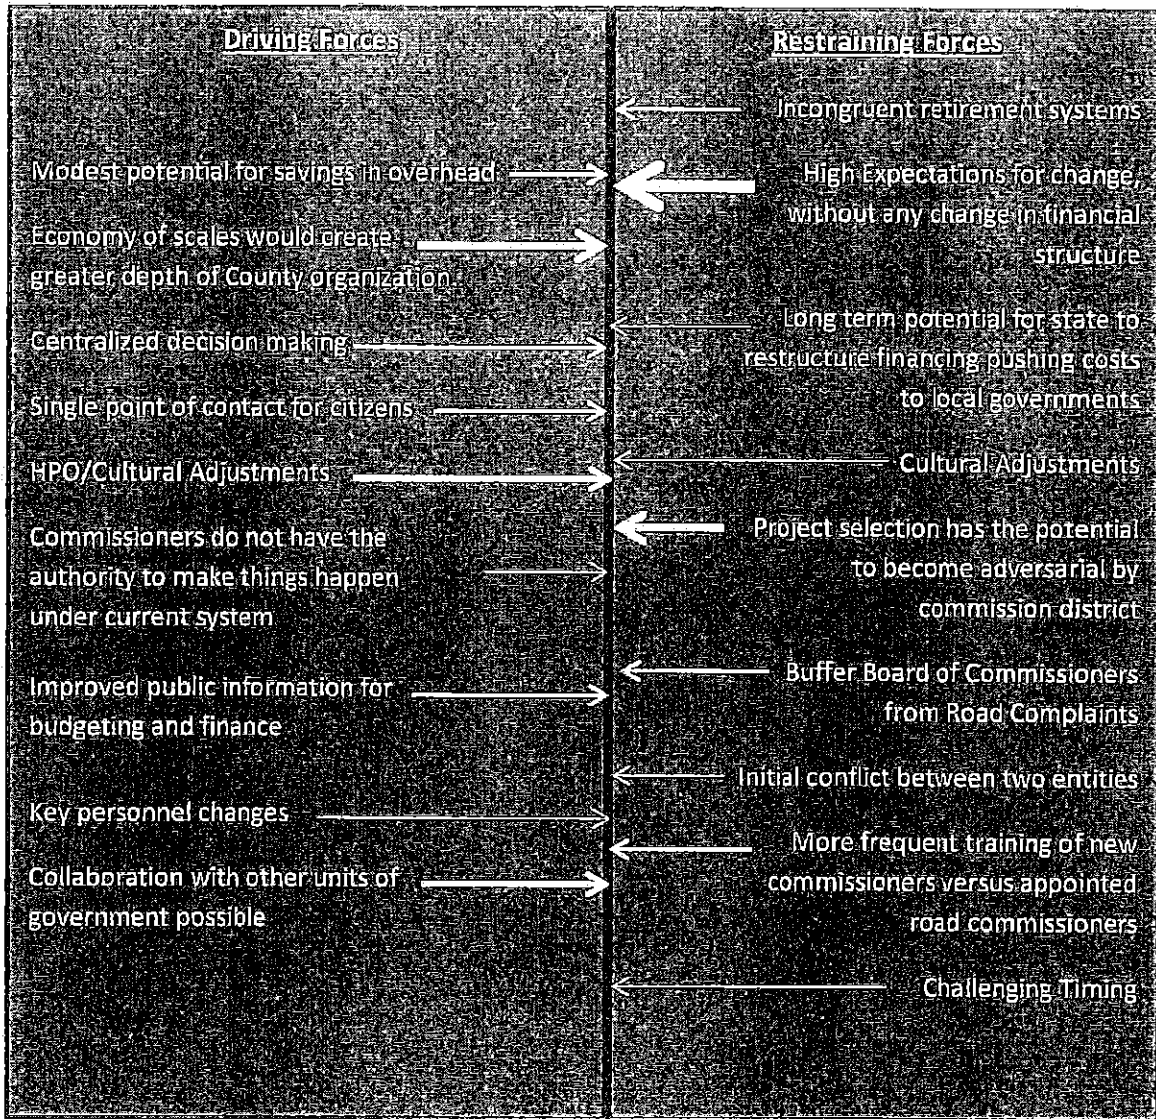 Driving Forces
Modest potential for savings in overhead
Economy of scales would create
greater depth of County organization.
Centralized decision making
Single point of contact for citizens
HPO/Cultural Adjustments
Commissioners do not have the
authority to make things happen
under current system
Improved public information for
budgeting and finance
Key personnel changes
Collaboration with other units of
government possible
Restraining Forces
Incongruent retirement systems
High Expectations for change,
without any change in financial
structure
Long term potential for state to
restructure financing pushing costs
to local governments
Cultural Adjustments
Project selection has the potential
to become adversarial by
commission district
Buffer Board of Commissioners
from Road Complaints
Initial conflict between two entities
More frequent training of new
commissioners versus appointed
road commissioners
Challenging Timing